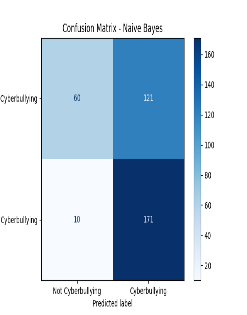 Confusion Matrix - Naive Bayes
Cyberbullying
60
121
Cyberbullying
10
171
160
140
120
100
80
60
40
20
Not Cyberbullying
Cyberbullying
Predicted label